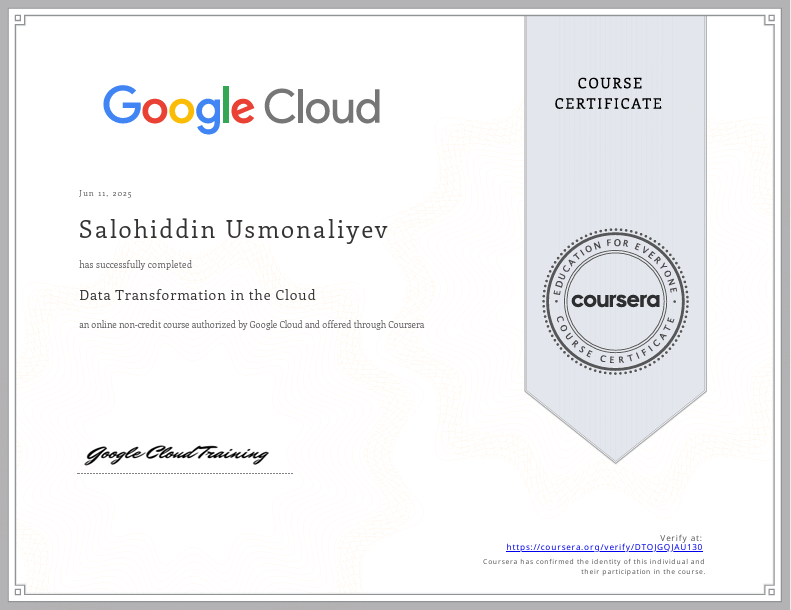 Google Cloud
COURSE
CERTIFICATE
Jun 11, 2025
Salohiddin Usmonaliyev
has successfully completed
Data Transformation in the Cloud
an online non-credit course authorized by Google Cloud and offered through Coursera
• EDUCATION FOR EVERYONE •
coursera
COURSE CERTIFICATE
Google Cloud Training
Verify at:
https://coursera.org/verify/DTOJGQJAU130
Coursera has confirmed the identity of this individual and
their participation in the course.